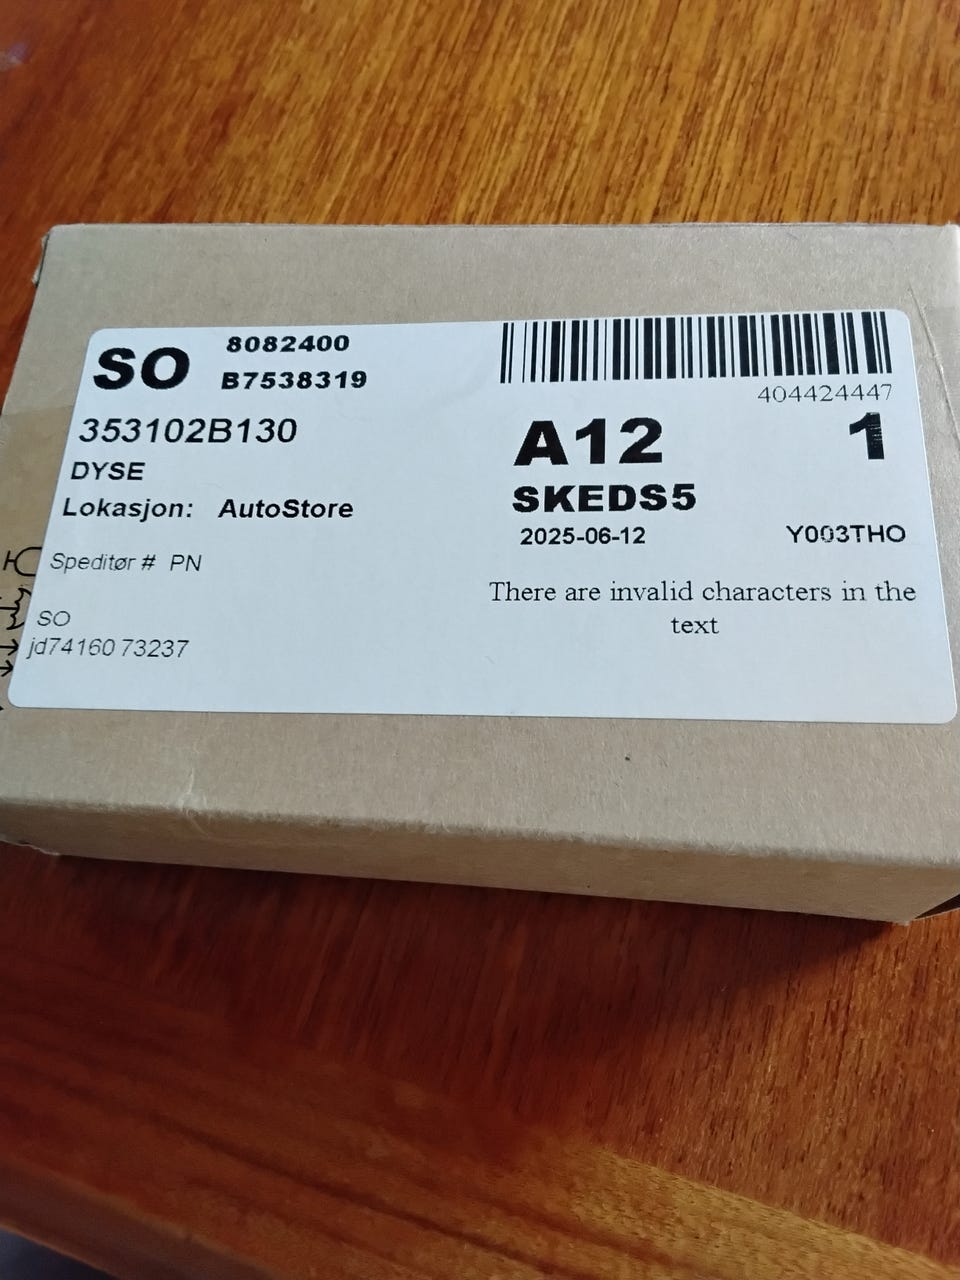 SO
8082400
B7538319
353102B130
DYSE
Lokasjon: AutoStore
Speditør # PN
SO
jd74160 73237
404424447
A12
1
SKEDS5
2025-06-12
Y003THO
There are invalid characters in the
text